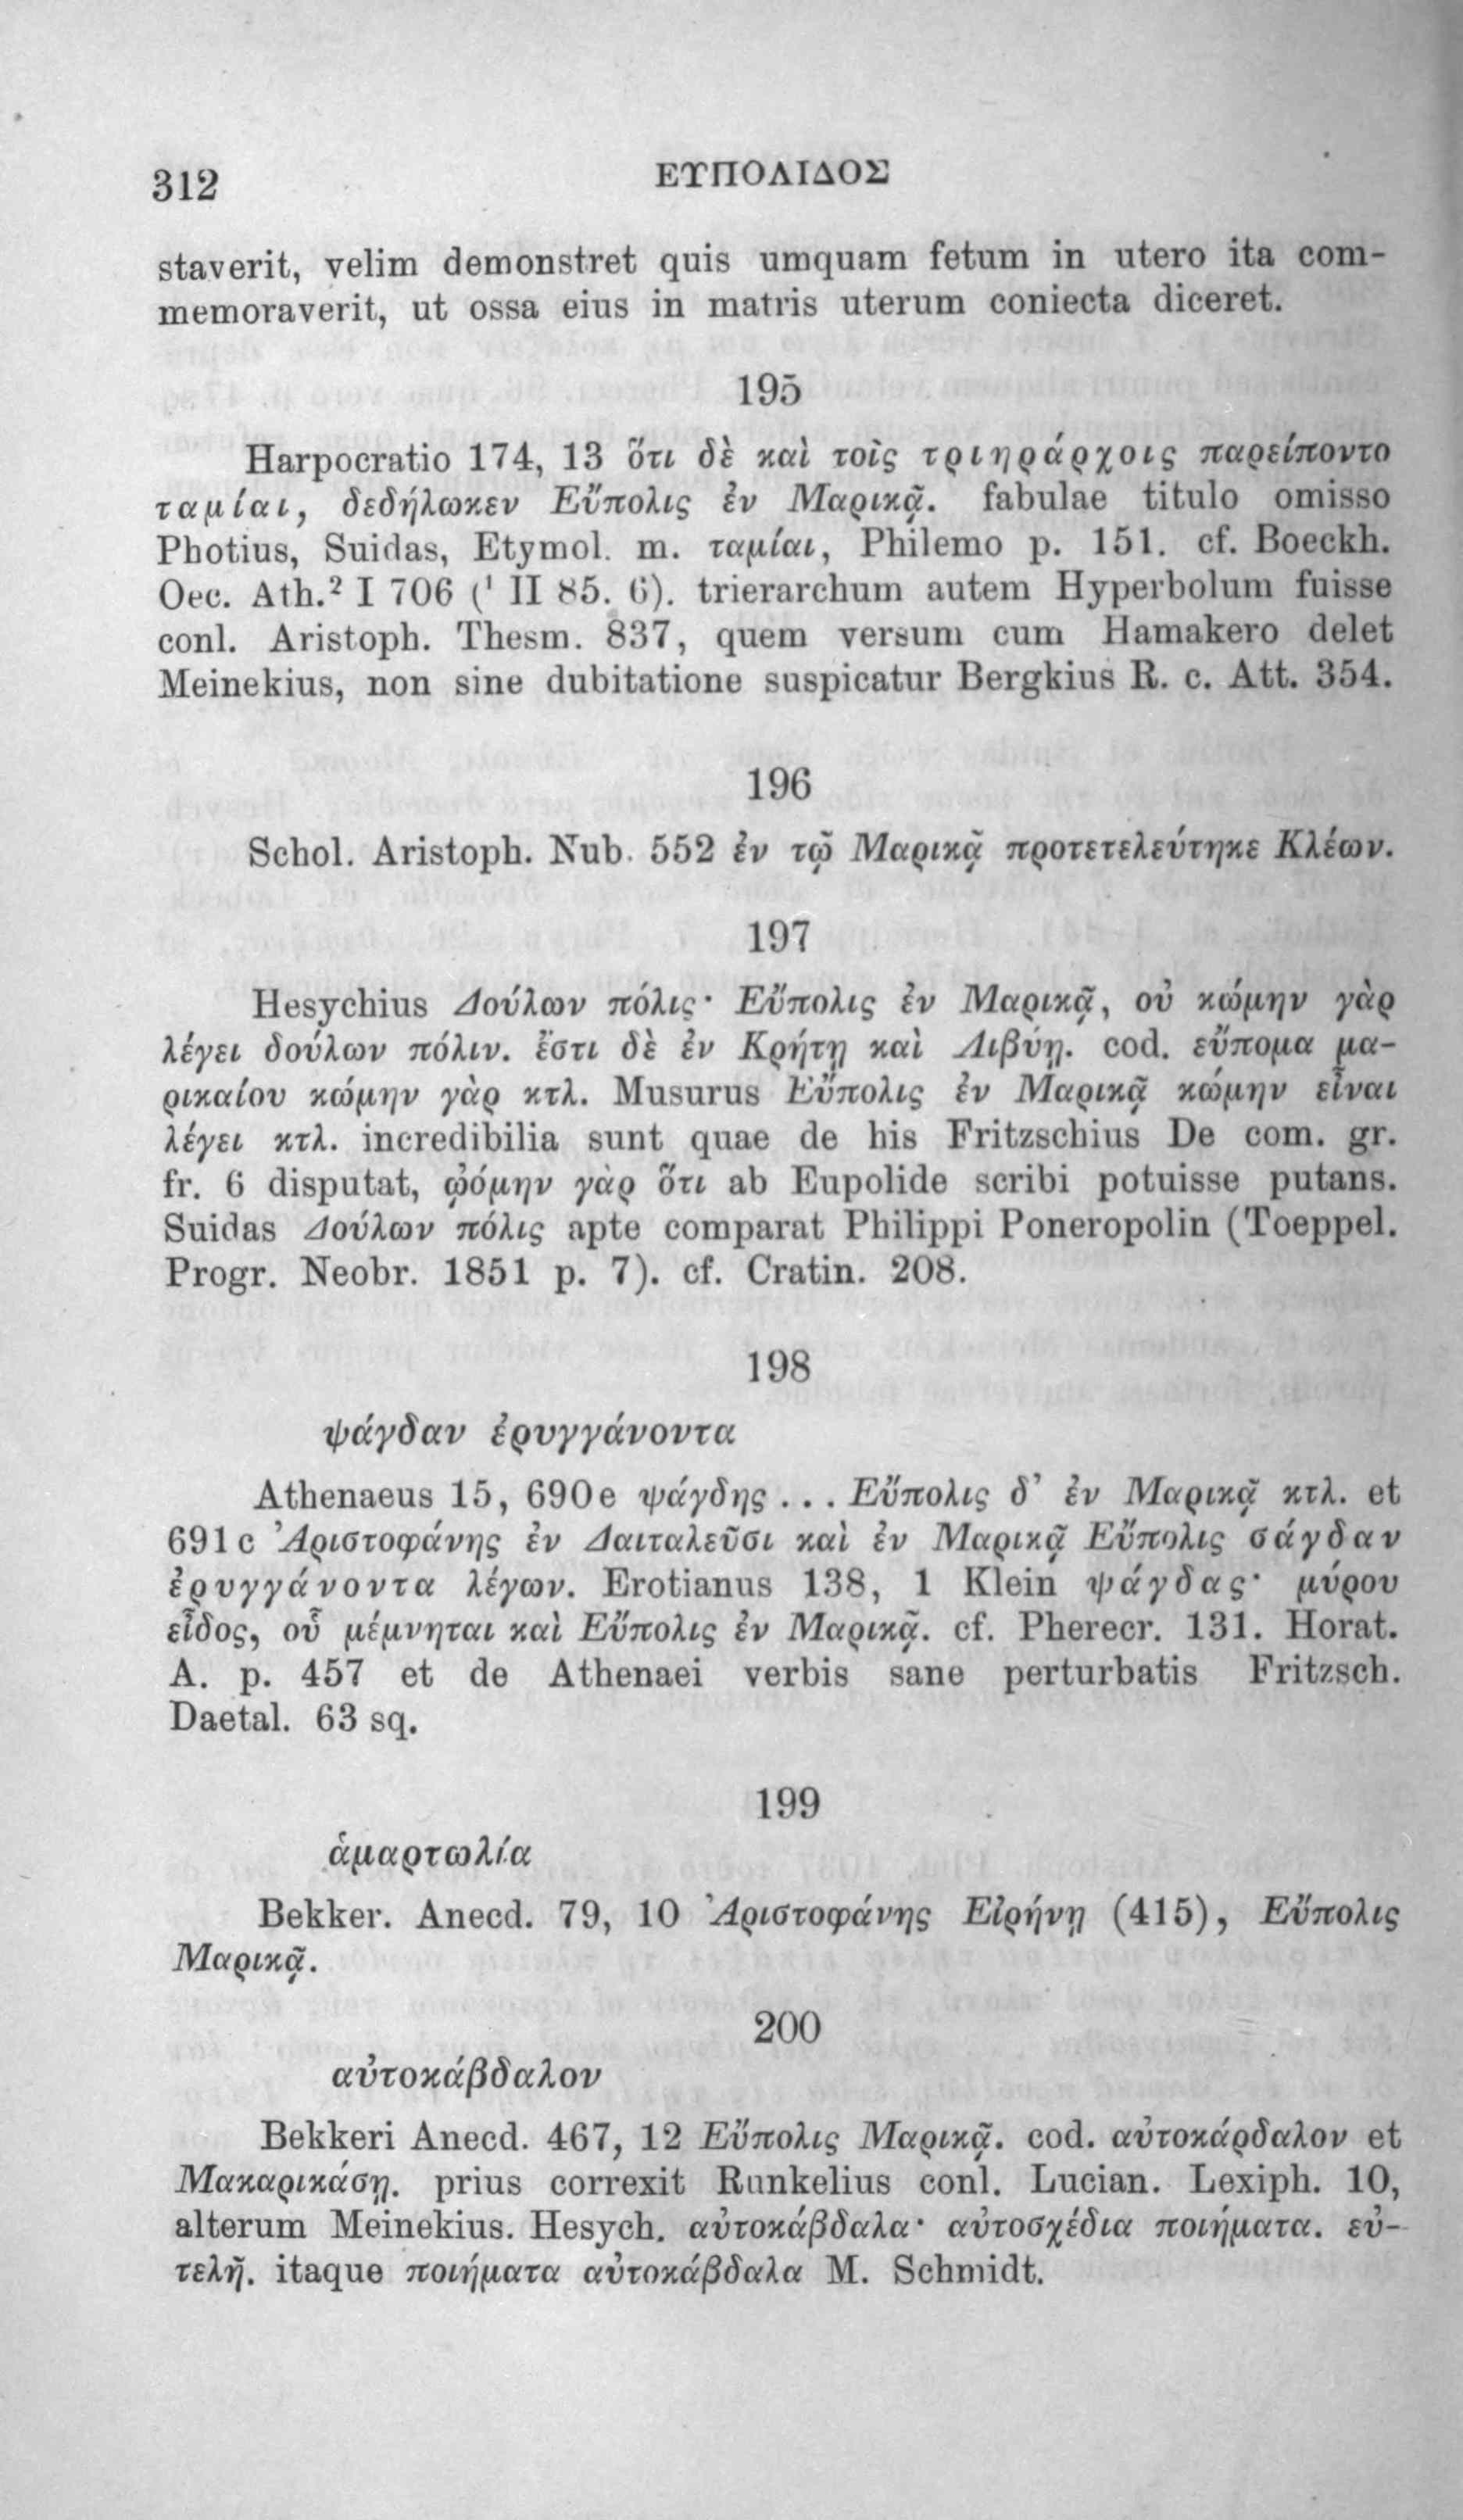 312
ΕΥΠΟΛΙΔΟΣ
staverit, velim demonstret quis umquam fetum in utero ita com-
memoraverit, ut ossa eius in matris uterum coniecta diceret.
195
Harpocratio 174, 13 ὅτι δὲ καὶ τοῖς τριηράρχοις παρείποντο
ταμίαι, δεδήλωκεν Εὔπολις ἐν Μαρικᾷ. fabulae titulo omisso
Photius, Suidas, Etymol. m. ταμίαι, Philemo p. 151. cf. Boeckh.
Oec. Ath.² I 706 (¹ II 85. 6). trierarchum autem Hyperbolum fuisse
conl. Aristoph. Thesm. 837, quem versum cum Hamakero delet
Meinekius, non sine dubitatione suspicatur Bergkius R. c. Att. 354.
196
Schol. Aristoph. Nub. 552 ἐν τῷ Μαρικᾷ προτετελεύτηκε Κλέων.
197
Hesychius Δούλων πόλις· Εὔπολις ἐν Μαρικᾷ, οὐ κώμην γὰρ
λέγει δούλων πόλιν. ἔστι δὲ ἐν Κρήτῃ καὶ Λιβύῃ. cod. εὔπομα μα-
ρικαίου κώμην γὰρ κτλ. Musurus Εὔπολις ἐν Μαρικᾷ κώμην εἶναι
λέγει κτλ. incredibilia sunt quae de his Fritzschius De com. gr.
fr. 6 disputat, ᾠόμην γὰρ ὅτι ab Eupolide scribi potuisse putans.
Suidas Δούλων πόλις apte comparat Philippi Poneropolin (Toeppel.
Progr. Neobr. 1851 p. 7). cf. Cratin. 208.
198
ψάγδαν ἐρυγγάνοντα
Athenaeus 15, 690e ψάγδης ... Εὔπολις δ’ ἐν Μαρικᾷ κτλ. et
691c Ἀριστοφάνης ἐν Δαιταλεῦσι καὶ ἐν Μαρικᾷ Εὔπολις σάγδαν
ἐρυγγάνοντα λέγων. Erotianus 138, 1 Klein ψάγδας· μύρου
εἶδος, οὗ μέμνηται καὶ Εὔπολις ἐν Μαρικᾷ. cf. Pherecr. 131. Horat.
A. p. 457 et de Athenaei verbis sane perturbatis Fritzsch.
Daetal. 63 sq.
199
ἁμαρτωλία
Bekker. Anecd. 79, 10 Ἀριστοφάνης Εἰρήνῃ (415), Εὔπολις
Μαρικᾷ.
200
αὐτοκάβδαλον
Bekkeri Anecd. 467, 12 Εὔπολις Μαρικᾷ. cod. αὐτοκάρδαλον et
Μακαρικάσῃ. prius correxit Runkelius conl. Lucian. Lexiph. 10,
alterum Meinekius. Hesych. αὐτοκάβδαλα· αὐτοσχέδια ποιήματα. εὐ-
τελῆ. itaque ποιήματα αὐτοκάβδαλα M. Schmidt.